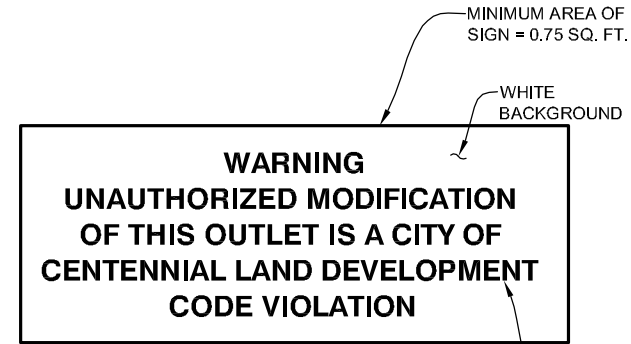 MINIMUM AREA OF
SIGN = 0.75 SQ. FT.
WHITE
BACKGROUND
WARNING
UNAUTHORIZED MODIFICATION
OF THIS OUTLET IS A CITY OF
CENTENNIAL LAND DEVELOPMENT
CODE VIOLATION